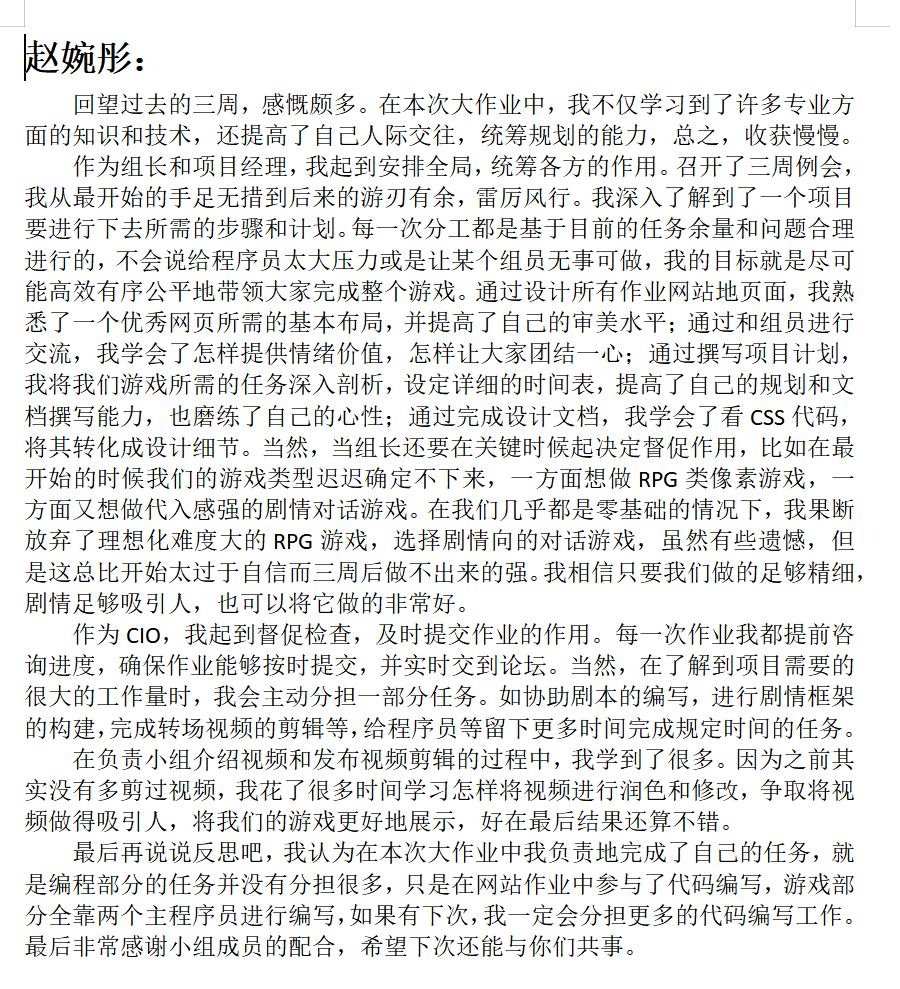 赵婉彤：
回望过去的三周，感慨颇多。在本次大作业中，我不仅学习到了许多专业方
面的知识和技术，还提高了自己人际交往，统筹规划的能力，总之，收获慢慢。
作为组长和项目经理，我起到安排全局，统筹各方的作用。召开了三周例会，
我从最开始的手足无措到后来的游刃有余，雷厉风行。我深入了解到了一个项目
要进行下去所需的步骤和计划。每一次分工都是基于目前的任务余量和问题合理
进行的，不会说给程序员太大压力或是让某个组员无事可做，我的目标就是尽可
能高效有序公平地带领大家完成整个游戏。通过设计所有作业网站地页面，我熟
悉了一个优秀网页所需的基本布局，并提高了自己的审美水平；通过和组员进行
交流，我学会了怎样提供情绪价值，怎样让大家团结一心；通过撰写项目计划，
我将我们游戏所需的任务深入剖析，设定详细的时间表，提高了自己的规划和文
档撰写能力，也磨练了自己的心性；通过完成设计文档，我学会了看 CSS 代码，
将其转化成设计细节。当然，当组长还要在关键时候起决定督促作用，比如在最
开始的时候我们的游戏类型迟迟确定不下来，一方面想做 RPG 类像素游戏，一
方面又想做代入感强的剧情对话游戏。在我们几乎都是零基础的情况下，我果断
放弃了理想化难度大的 RPG 游戏，选择剧情向的对话游戏，虽然有些遗憾，但
是这总比开始太过于自信而三周后做不出来的强。我相信只要我们做的足够精细，
剧情足够吸引人，也可以将它做的非常好。
作为 CIO，我起到督促检查，及时提交作业的作用。每一次作业我都提前咨
询进度，确保作业能够按时提交，并实时交到论坛。当然，在了解到项目需要的
很大的工作量时，我会主动分担一部分任务。如协助剧本的编写，进行剧情框架
的构建，完成转场视频的剪辑等，给程序员等留下更多时间完成规定时间的任务。
在负责小组介绍视频和发布视频剪辑的过程中，我学到了很多。因为之前其
实没有多剪过视频，我花了很多时间学习怎样将视频进行润色和修改，争取将视
频做得吸引人，将我们的游戏更好地展示，好在最后结果还算不错。
最后再说说反思吧，我认为在本次大作业中我负责地完成了自己的任务，就
是编程部分的任务并没有分担很多，只是在网站作业中参与了代码编写，游戏部
分全靠两个主程序员进行编写，如果有下次，我一定会分担更多的代码编写工作。
最后非常感谢小组成员的配合，希望下次还能与你们共事。